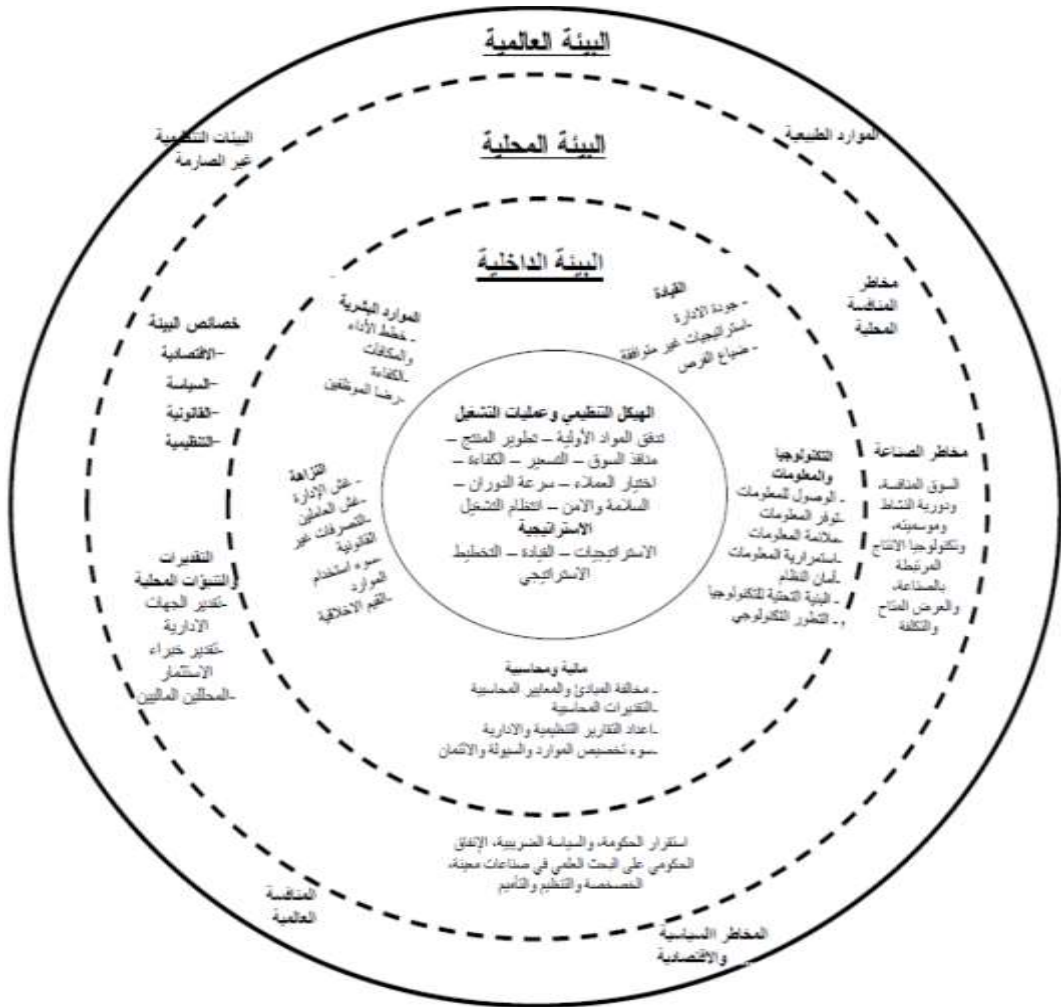 البيئة العالمية
الموارد الطبيعية
البيئات التنظيمية
غير الصارمة
البيئة المحلية
مخاطر
المنافسة
المحلية
خصائص البيئة
-الاقتصادية
-السياسة
-القانونية
-التنظيمية
البيئة الداخلية
القيادة
- جودة الادارة
-استراتيجيات غير متوافقة
- ضياع الفرص
الموارد البشرية
- خطط الأداء
والمكافآت
-الكفاءة
-رضا الموظفين
الهيكل التنظيمي وعمليات التشغيل
تدفق المواد الأولية – تطوير المنتج –
منافذ السوق – التسعير – الكفاءة –
اختيار العملاء – سرعة الدوران –
السلامة والامن – انتظام التشغيل
الاستراتيجية
الاستراتيجيات – القيادة – التخطيط
الاستراتيجي
التكنولوجيا
والمعلومات
- الوصول للمعلومات
-توفر المعلومات
-ملائمة المعلومات
-استمرارية المعلومات
-أمان النظام
- البنية التحتية للتكنولوجيا
- التطور التكنولوجي
مخاطر الصناعة
السوق المنافسة،
ودورية النشاط
وموسميته،
وتكنولوجيا الانتاج
المرتبطة
بالصناعة،
والعرض المتاح
والتكلفة
النزاهة
- غش الإدارة
-غش العاملين
-التصرفات غير
القانونية
-سوء استخدام
الموارد
-القيم الاخلاقية
التقديرات
والتنبؤات المحلية
-تقدير الجهات
الادارية
-تقدير خبراء
الاستثمار
-المحللين الماليين
مالية ومحاسبية
- مخالفة المبادئ والمعايير المحاسبية
-التقديرات المحاسبية
-اعداد التقارير التنظيمية والادارية
-سوء تخصيص الموارد والسيولة والائتمان
استقرار الحكومة، والسياسة الضريبية، الإنفاق
الحكومي على البحث العلمي في صناعات معينة،
الخصخصة والتنظيم والتأميم
المنافسة
العالمية
المخاطر االسياسية
والاقتصادية